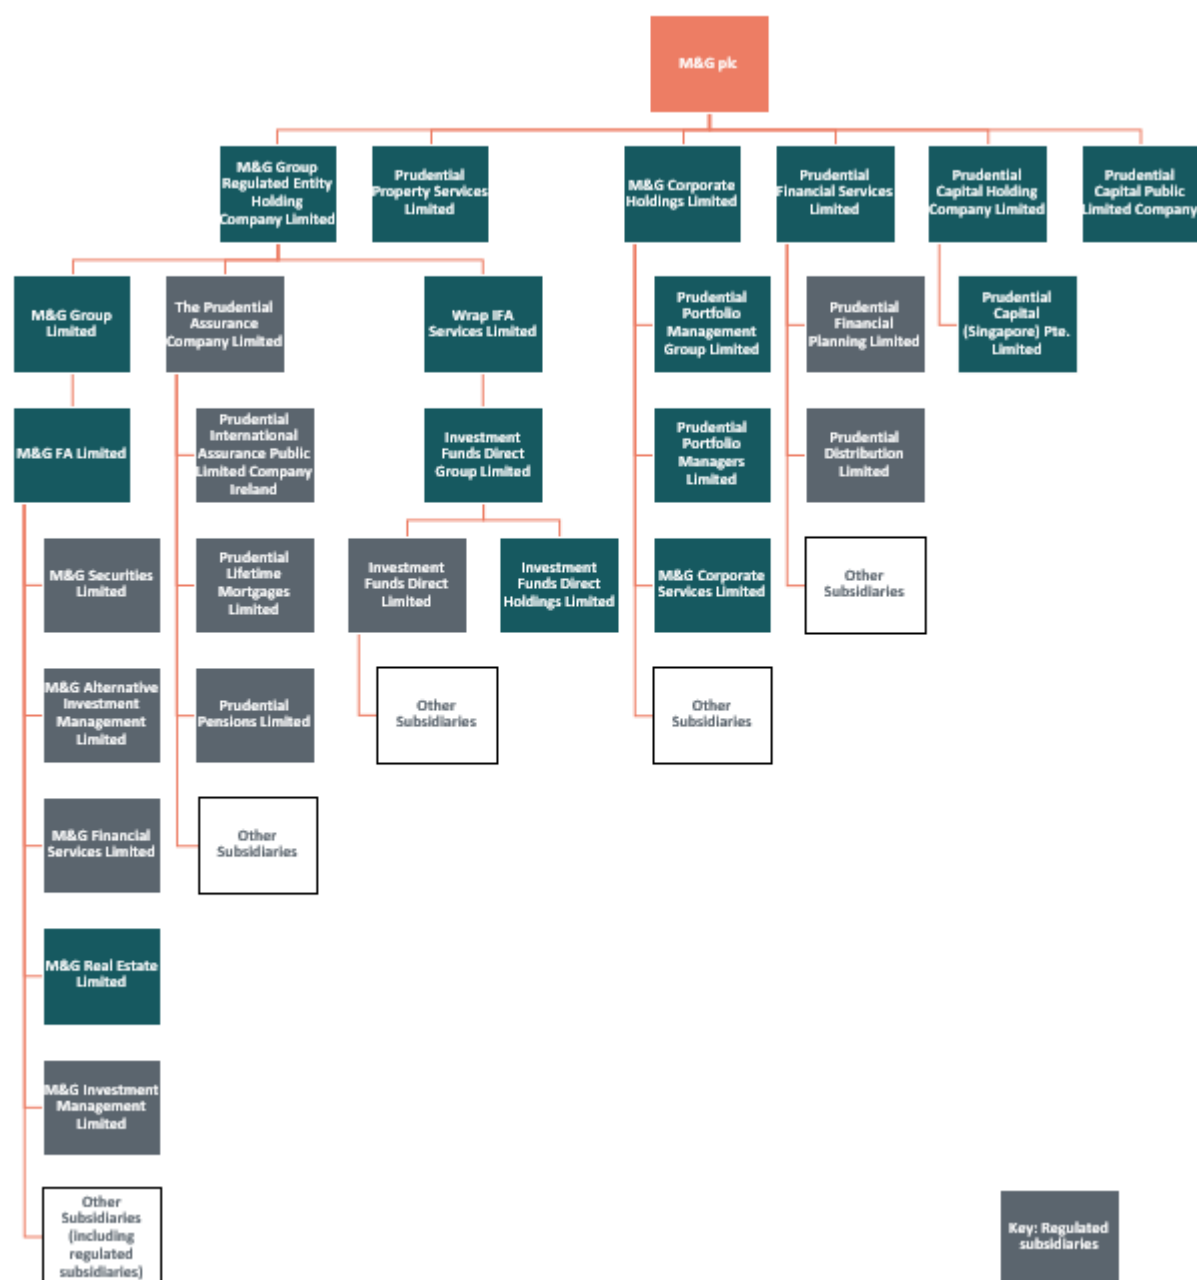 M&G plc
M&G Group
Regulated Entity
Holding
Company Limited
Prudential
Property Services
Limited
M&G Corporate
Holdings Limited
Prudential
Financial Services
Limited
Prudential
Capital Holding
Company Limited
Prudential
Capital Public
Limited Company
M&G Group
Limited
The Prudential
Assurance
Company Limited
Wrap IFA
Services Limited
Prudential
Portfolio
Management
Group Limited
Prudential
Financial
Planning Limited
Prudential
Capital
(Singapore) Pte.
Limited
M&G FA Limited
Prudential
International
Assurance Public
Limited Company
Ireland
Investment
Funds Direct
Group Limited
Prudential
Portfolio
Managers
Limited
Prudential
Distribution
Limited
M&G Securities
Limited
Prudential
Lifetime
Mortgages
Limited
Investment
Funds Direct
Limited
Investment
Funds Direct
Holdings Limited
M&G Corporate
Services Limited
Other
Subsidiaries
M&G Alternative
Investment
Management
Limited
Prudential
Pensions Limited
Other
Subsidiaries
Other
Subsidiaries
M&G Financial
Services Limited
Other
Subsidiaries
M&G Real Estate
Limited
M&G Investment
Management
Limited
Other
Subsidiaries
(including
regulated
subsidiaries)
Key: Regulated
subsidiaries